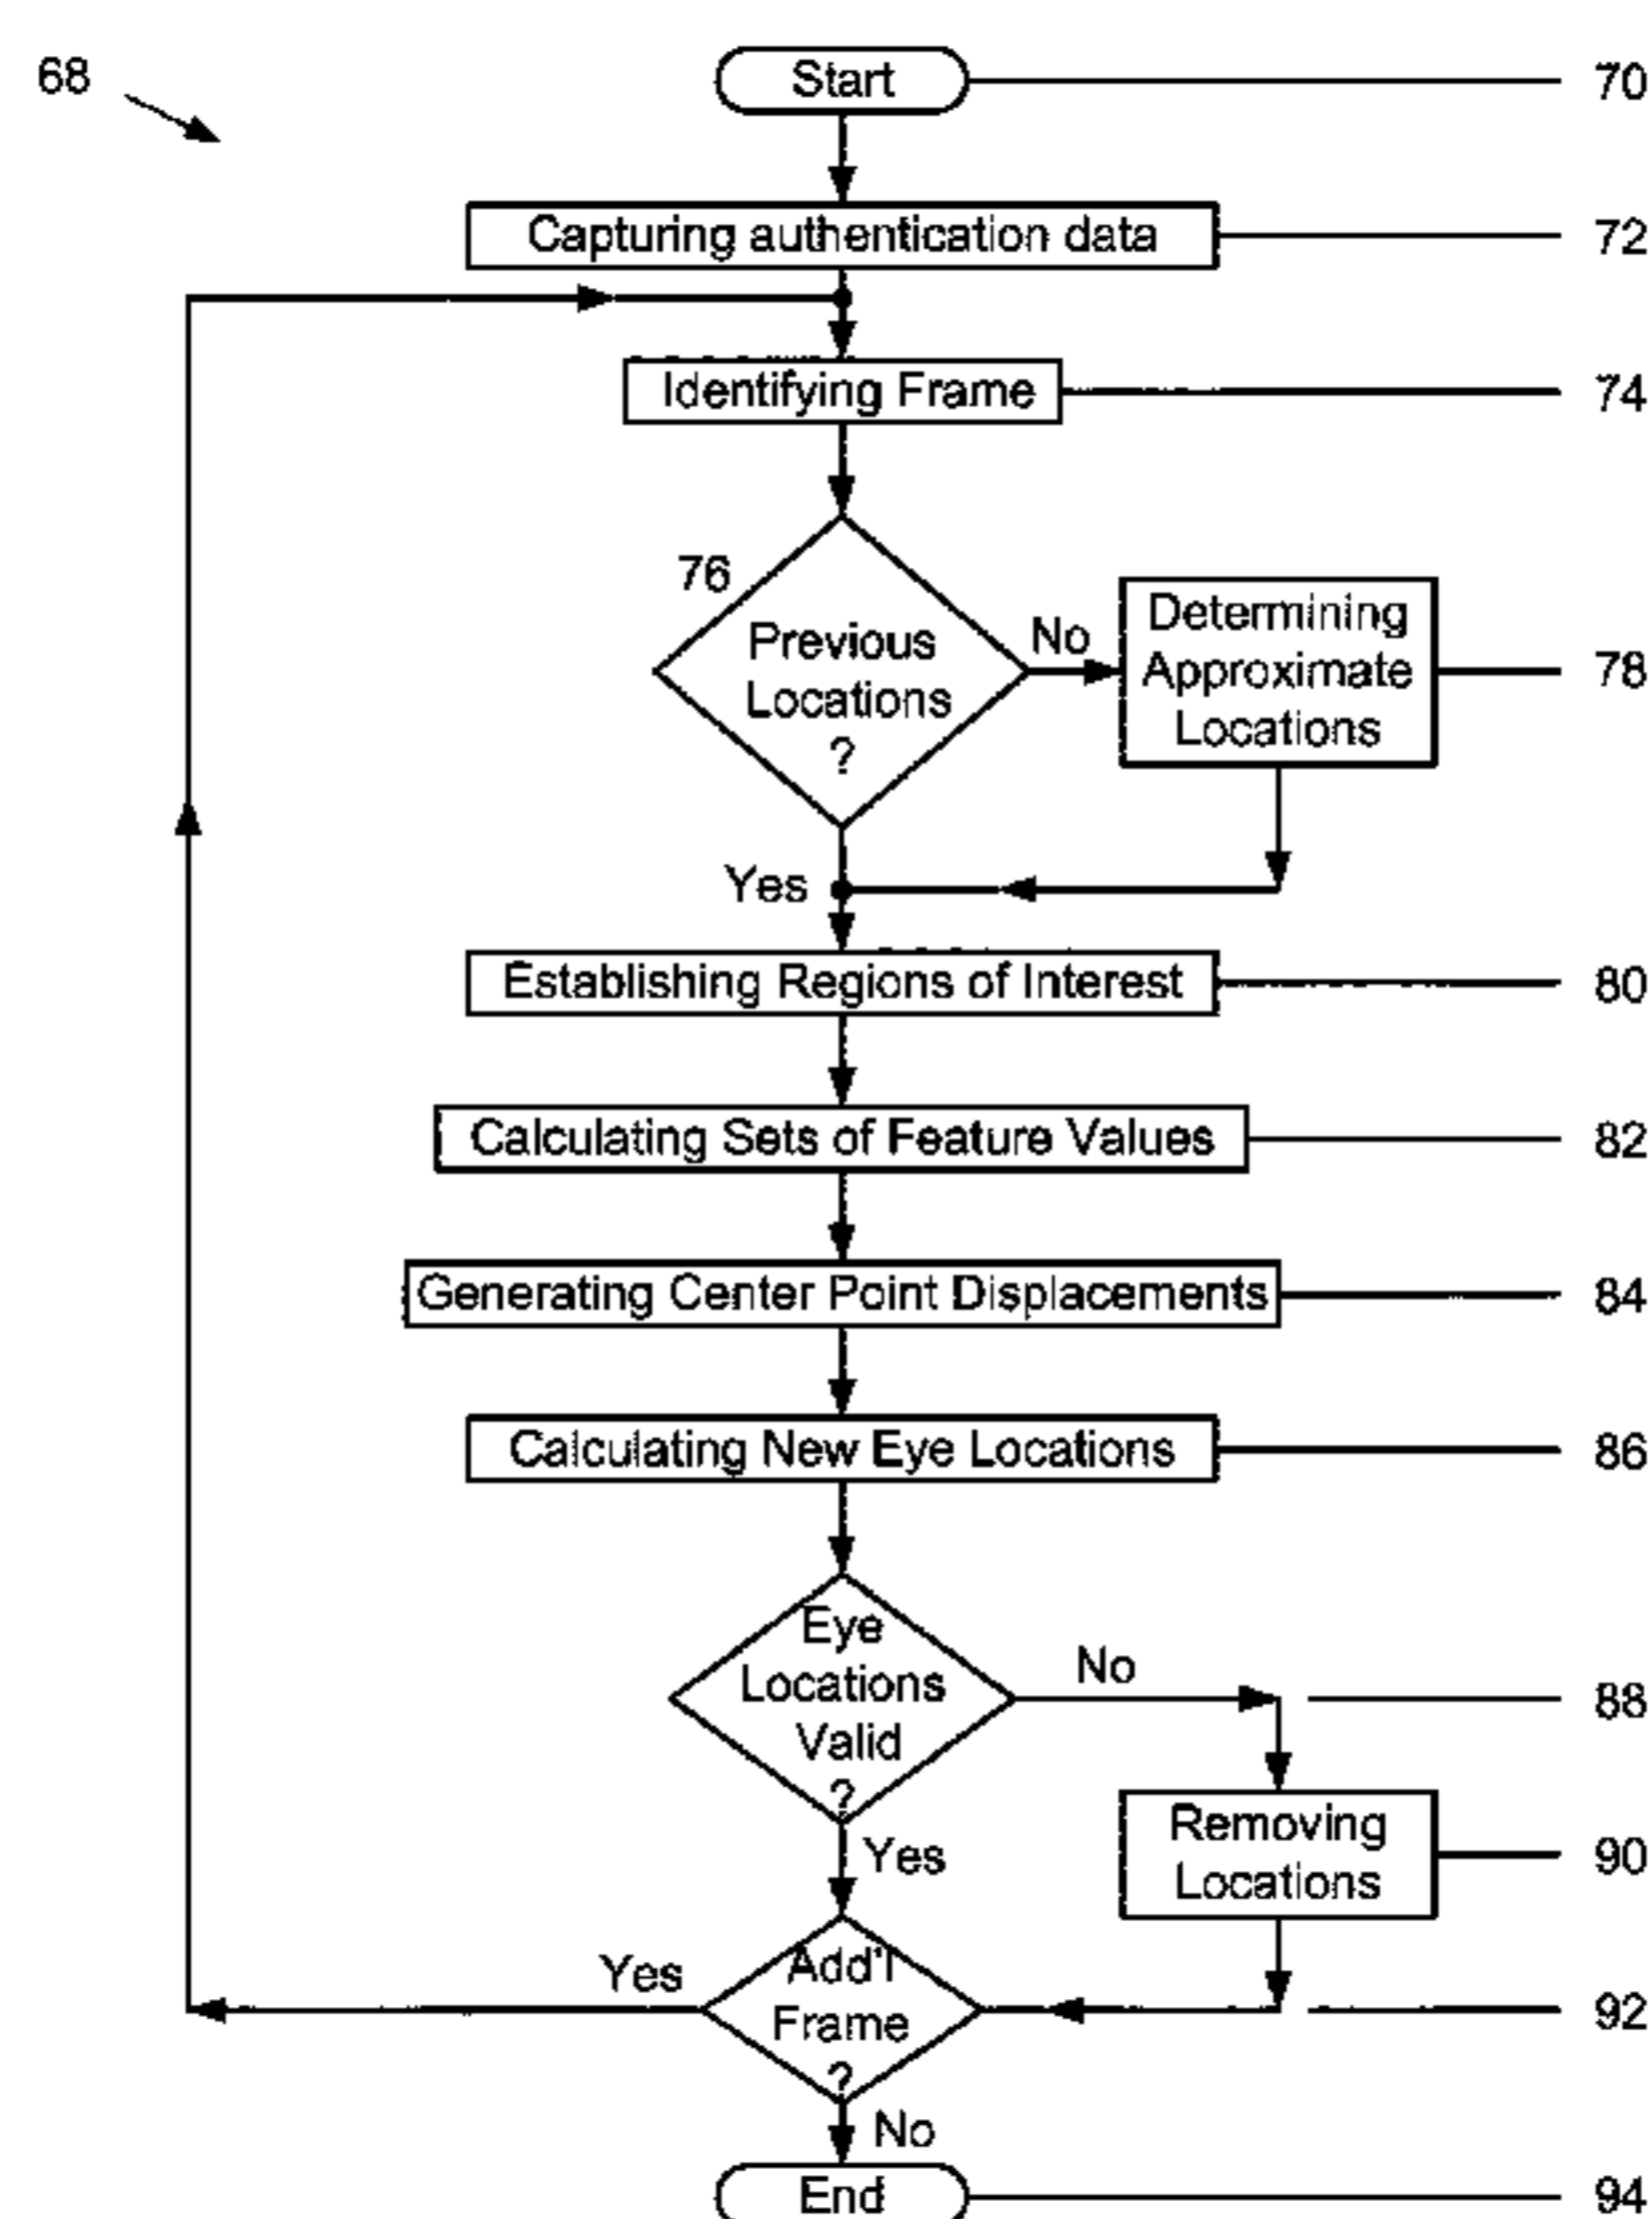 68
Start
70
Capturing authentication data
72
Identifying Frame
74
76
Previous
Locations
?
No
Determining
Approximate
Locations
78
Yes
Establishing Regions of Interest
80
Calculating Sets of Feature Values
82
Generating Center Point Displacements
84
Calculating New Eye Locations
86
Eye
Locations
Valid
?
No
88
Yes
Removing
Locations
90
Yes
Add'l
Frame
?
92
No
End
94